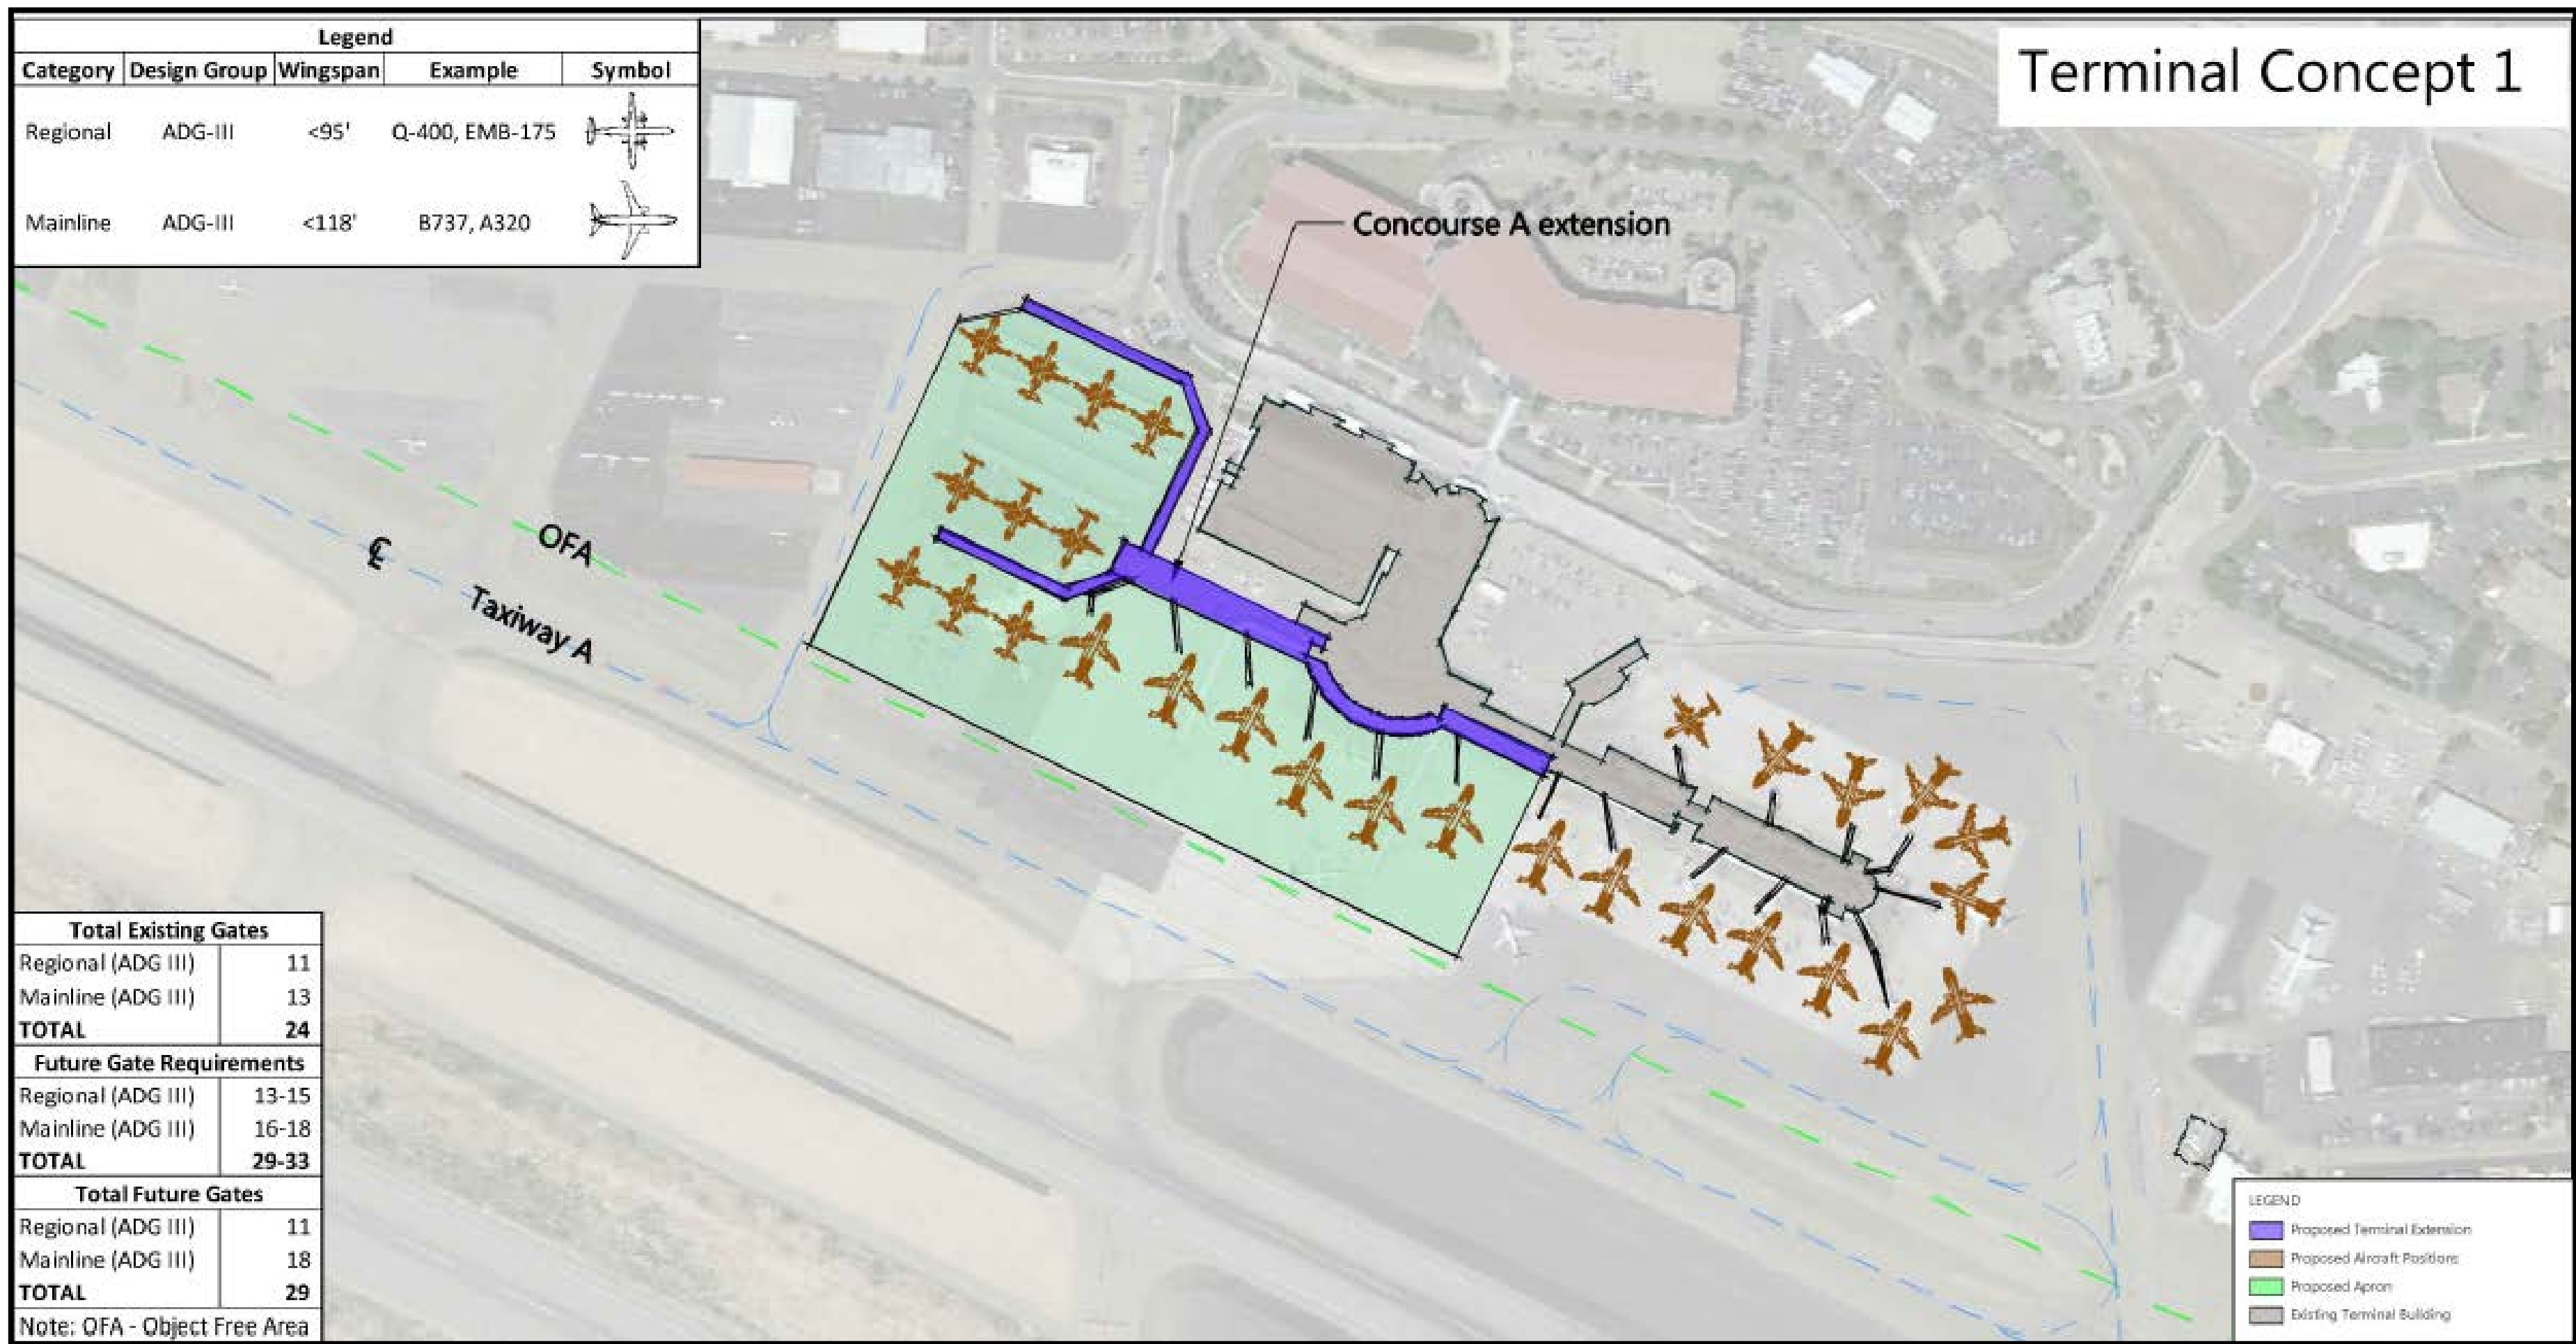 Legend
Category Design Group Wingspan Example Symbol
Regional ADG-III <95' Q-400, EMB-175
Mainline ADG-III <118' B737, A320
Terminal Concept 1
Concourse A extension
OFA
℄
Taxiway A
Total Existing Gates
Regional (ADG III) 11
Mainline (ADG III) 13
TOTAL 24
Future Gate Requirements
Regional (ADG III) 13-15
Mainline (ADG III) 16-18
TOTAL 29-33
Total Future Gates
Regional (ADG III) 11
Mainline (ADG III) 18
TOTAL 29
Note: OFA - Object Free Area
LEGEND
Proposed Terminal Extension
Proposed Aircraft Positions
Proposed Apron
Existing Terminal Building